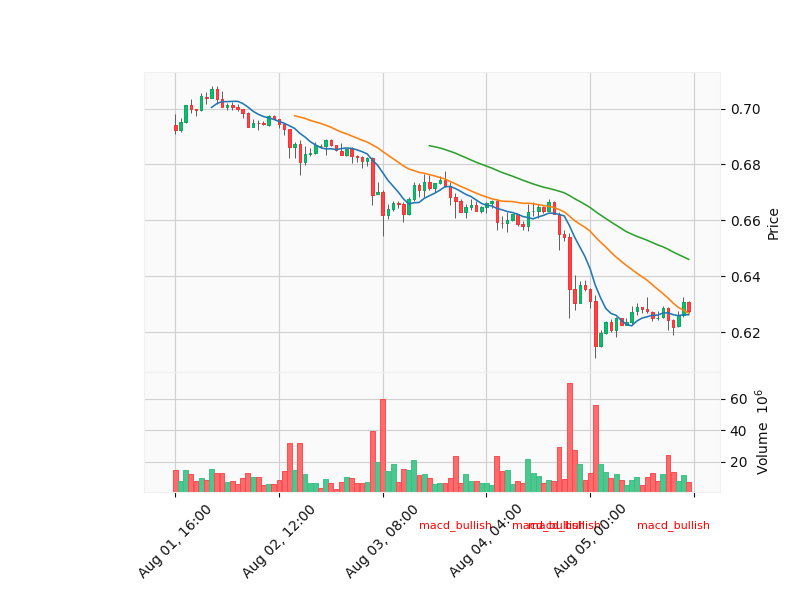 0.70
0.68
0.66
0.64
0.62
Price
60
40
20
Volume 10^6
Aug 01, 16:00
Aug 02, 12:00
Aug 03, 08:00
Aug 04, 04:00
Aug 05, 00:00
macd_bullish
macd_bullish
macd_bullish
macd_bullish